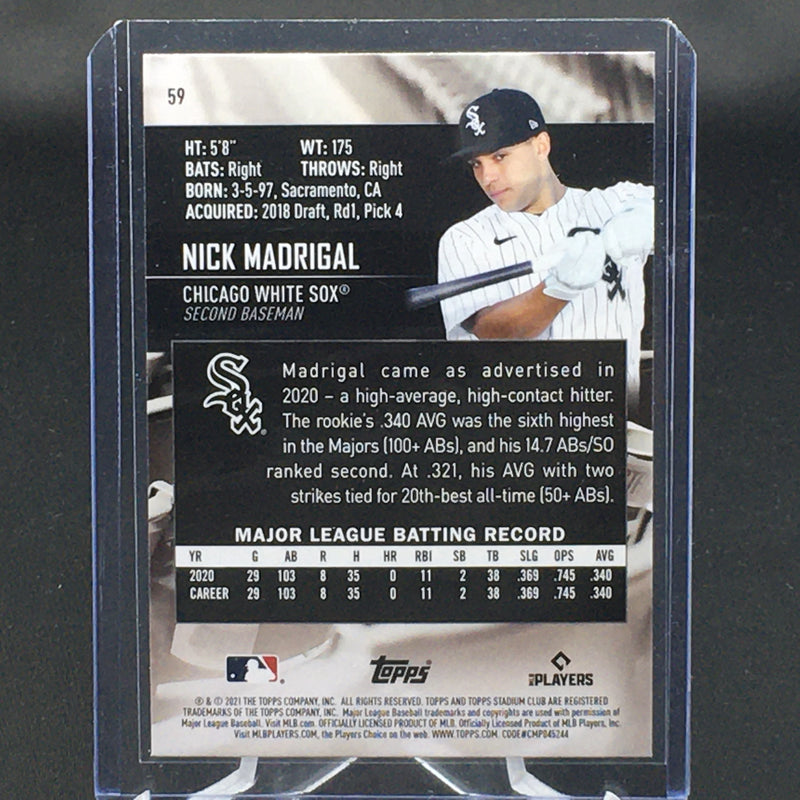 59
HT: 5'8" WT: 175
BATS: Right THROWS: Right
BORN: 3-5-97, Sacramento, CA
ACQUIRED: 2018 Draft, Rd1, Pick 4
NICK MADRIGAL
CHICAGO WHITE SOX®
SECOND BASEMAN
Sox
Sox®
Madrigal came as advertised in
2020 – a high-average, high-contact hitter.
The rookie's .340 AVG was the sixth highest
in the Majors (100+ ABs), and his 14.7 ABs/SO
ranked second. At .321, his AVG with two
strikes tied for 20th-best all-time (50+ ABs).
MAJOR LEAGUE BATTING RECORD
YR G AB R H HR RBI SB TB SLG OPS AVG
2020 29 103 8 35 0 11 2 38 .369 .745 .340
CAREER 29 103 8 35 0 11 2 38 .369 .745 .340
topps®
MLB PLAYERS
® & © 2021 THE TOPPS COMPANY, INC. ALL RIGHTS RESERVED. TOPPS AND TOPPS STADIUM CLUB ARE REGISTERED
TRADEMARKS OF THE TOPPS COMPANY, INC. Major League Baseball trademarks and copyrights are used with permission of
Major League Baseball. Visit MLB.com. OFFICIALLY LICENSED PRODUCT OF MLB Players, Inc.
Visit MLBPLAYERS.COM, the Players Choice on the web. WWW.TOPPS.COM. CODE#CMP045244